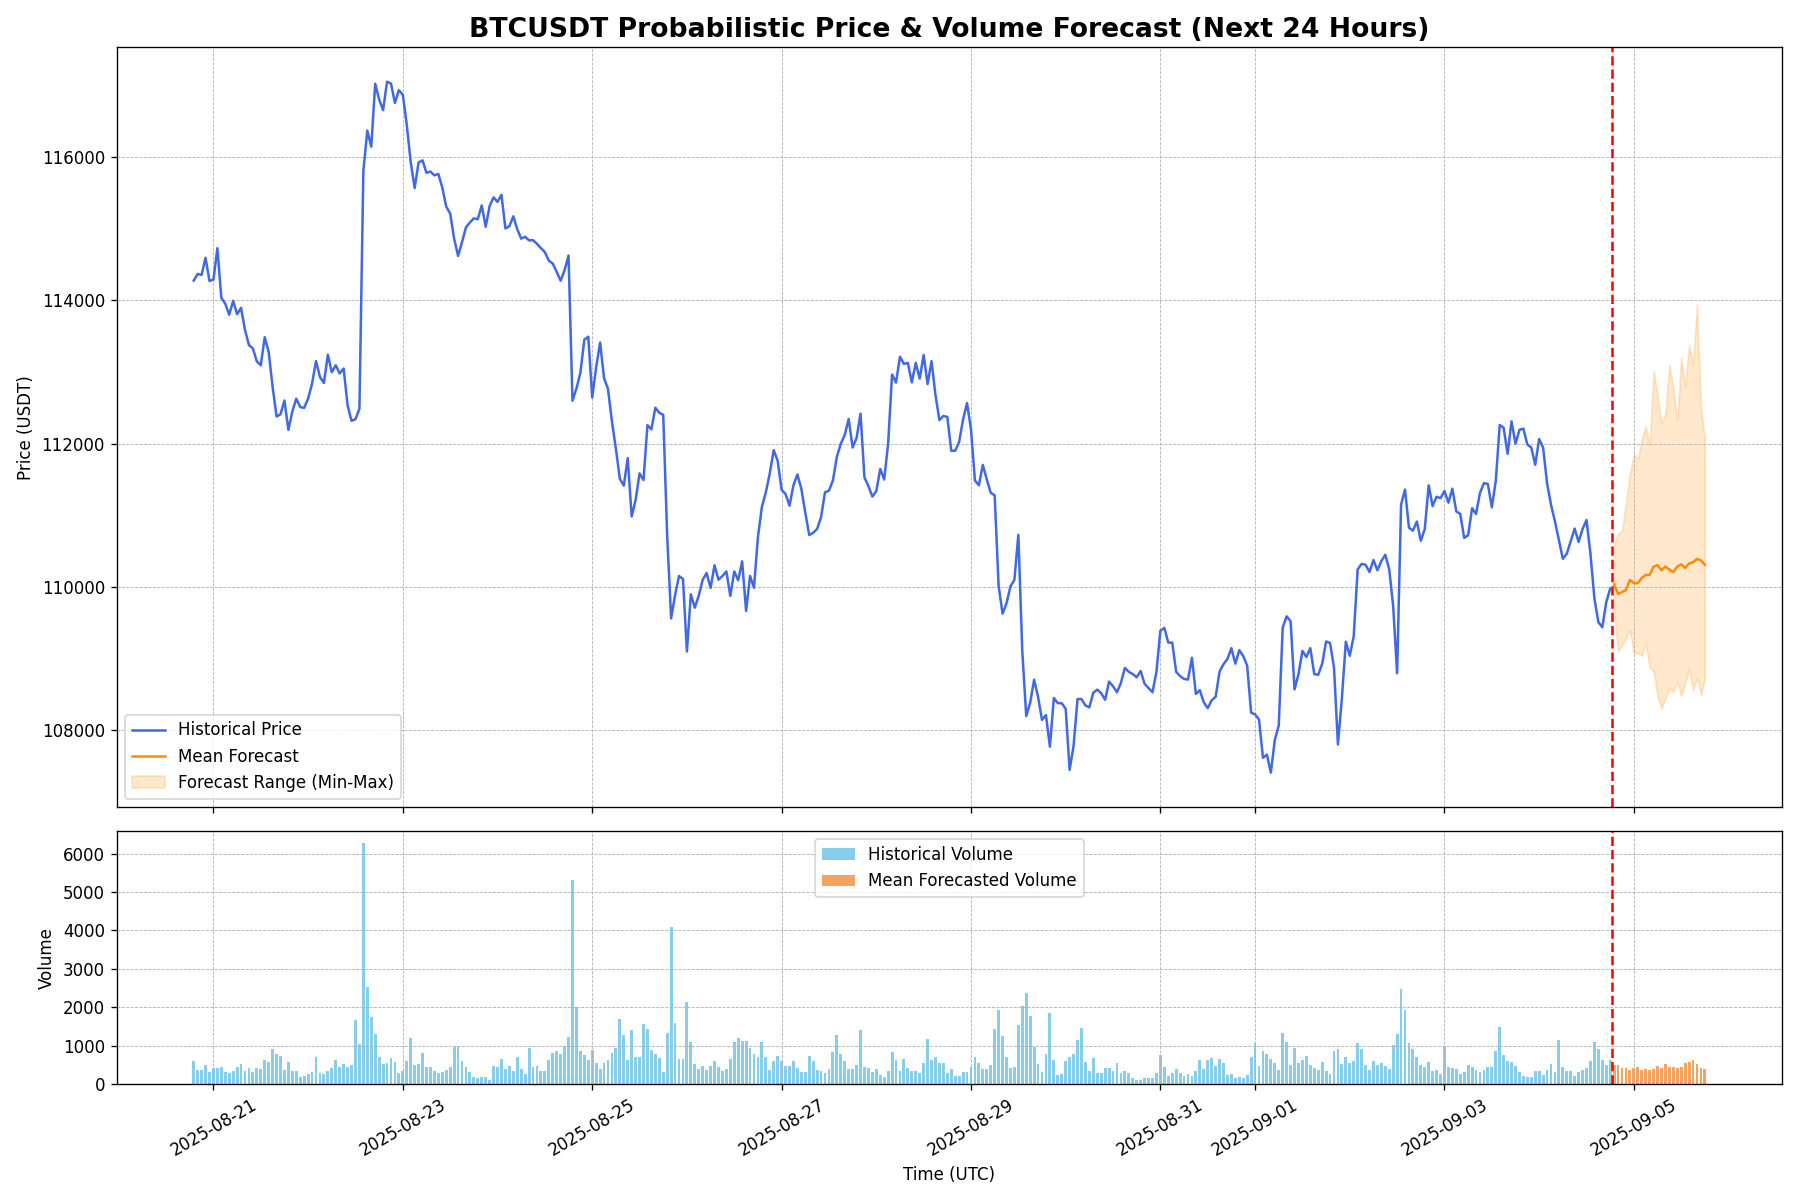 BTCUSDT Probabilistic Price & Volume Forecast (Next 24 Hours)
Price (USDT)
116000
114000
112000
110000
108000
Historical Price
Mean Forecast
Forecast Range (Min-Max)
Volume
6000
5000
4000
3000
2000
1000
0
Historical Volume
Mean Forecasted Volume
2025-08-21
2025-08-23
2025-08-25
2025-08-27
2025-08-29
2025-08-31
2025-09-01
2025-09-03
2025-09-05
Time (UTC)